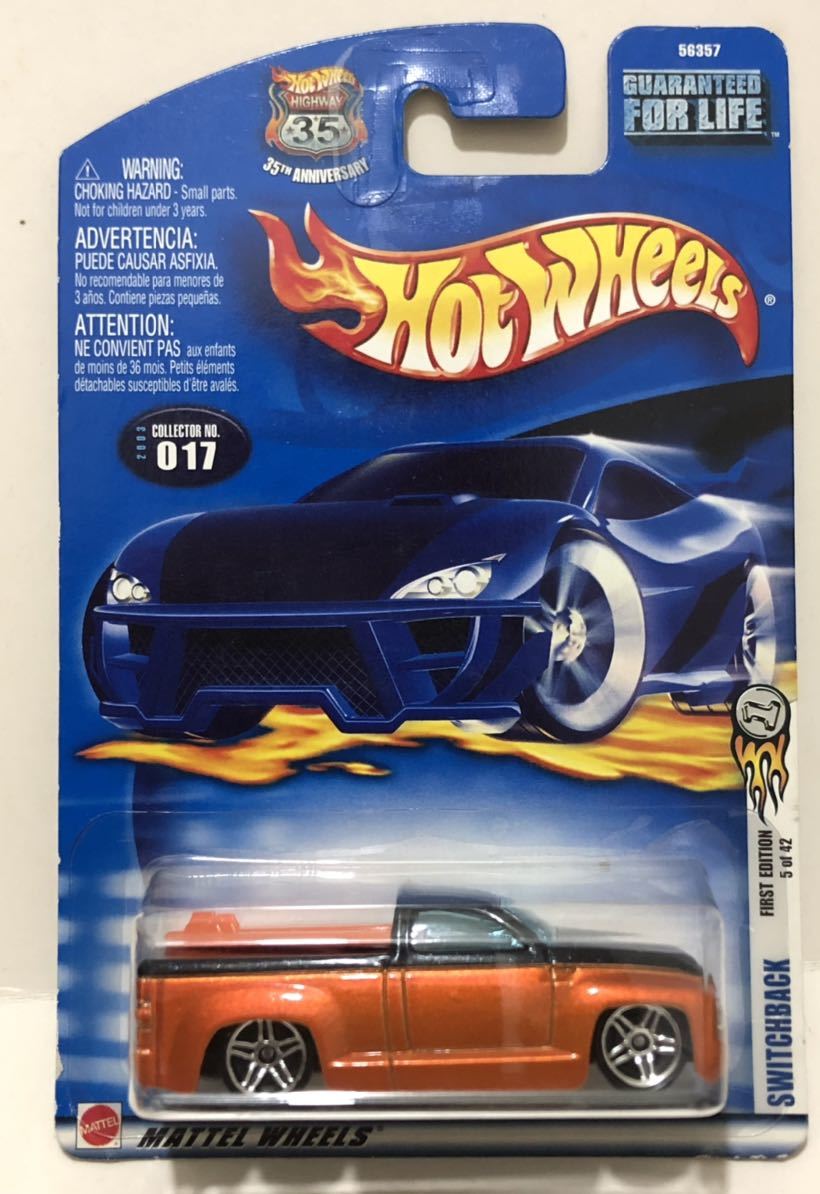 56357
GUARANTEED
FOR LIFE™
HOT WHEELS
HIGHWAY
35
35TH ANNIVERSARY
WARNING:
CHOKING HAZARD - Small parts.
Not for children under 3 years.
ADVERTENCIA:
PUEDE CAUSAR ASFIXIA.
No recomendable para menores de
3 años. Contiene piezas pequeñas.
ATTENTION:
NE CONVIENT PAS aux enfants
de moins de 36 mois. Petits éléments
détachables susceptibles d'être avalés.
HOT WHEELS®
2003
COLLECTOR NO.
017
1
FIRST EDITION
5 of 42
SWITCHBACK
MATTEL
MATTEL WHEELS